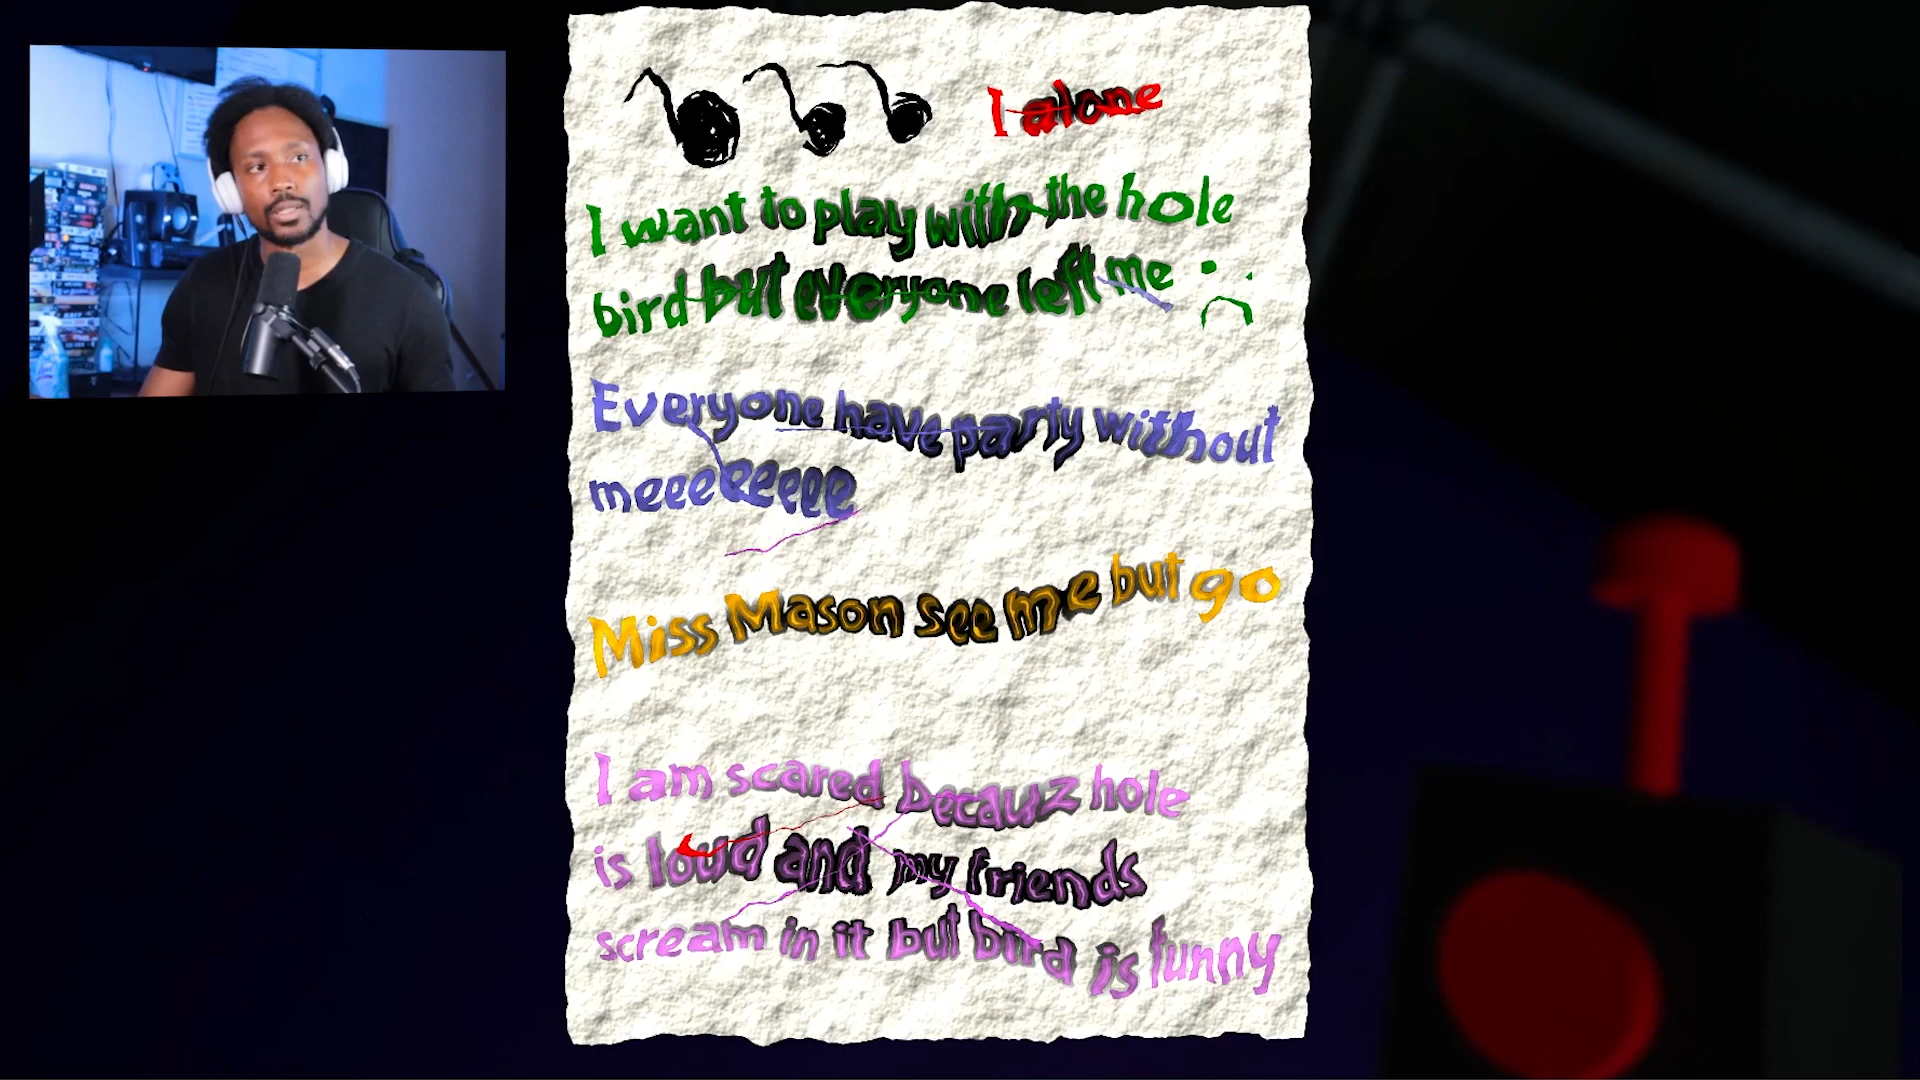 I alone
I want to play with the hole
bird but everyone left me
Everyone have party without
meeeeeeee
Miss Mason see me but go
I am scared becauz hole
is loud and my friends
scream in it but bird is funny